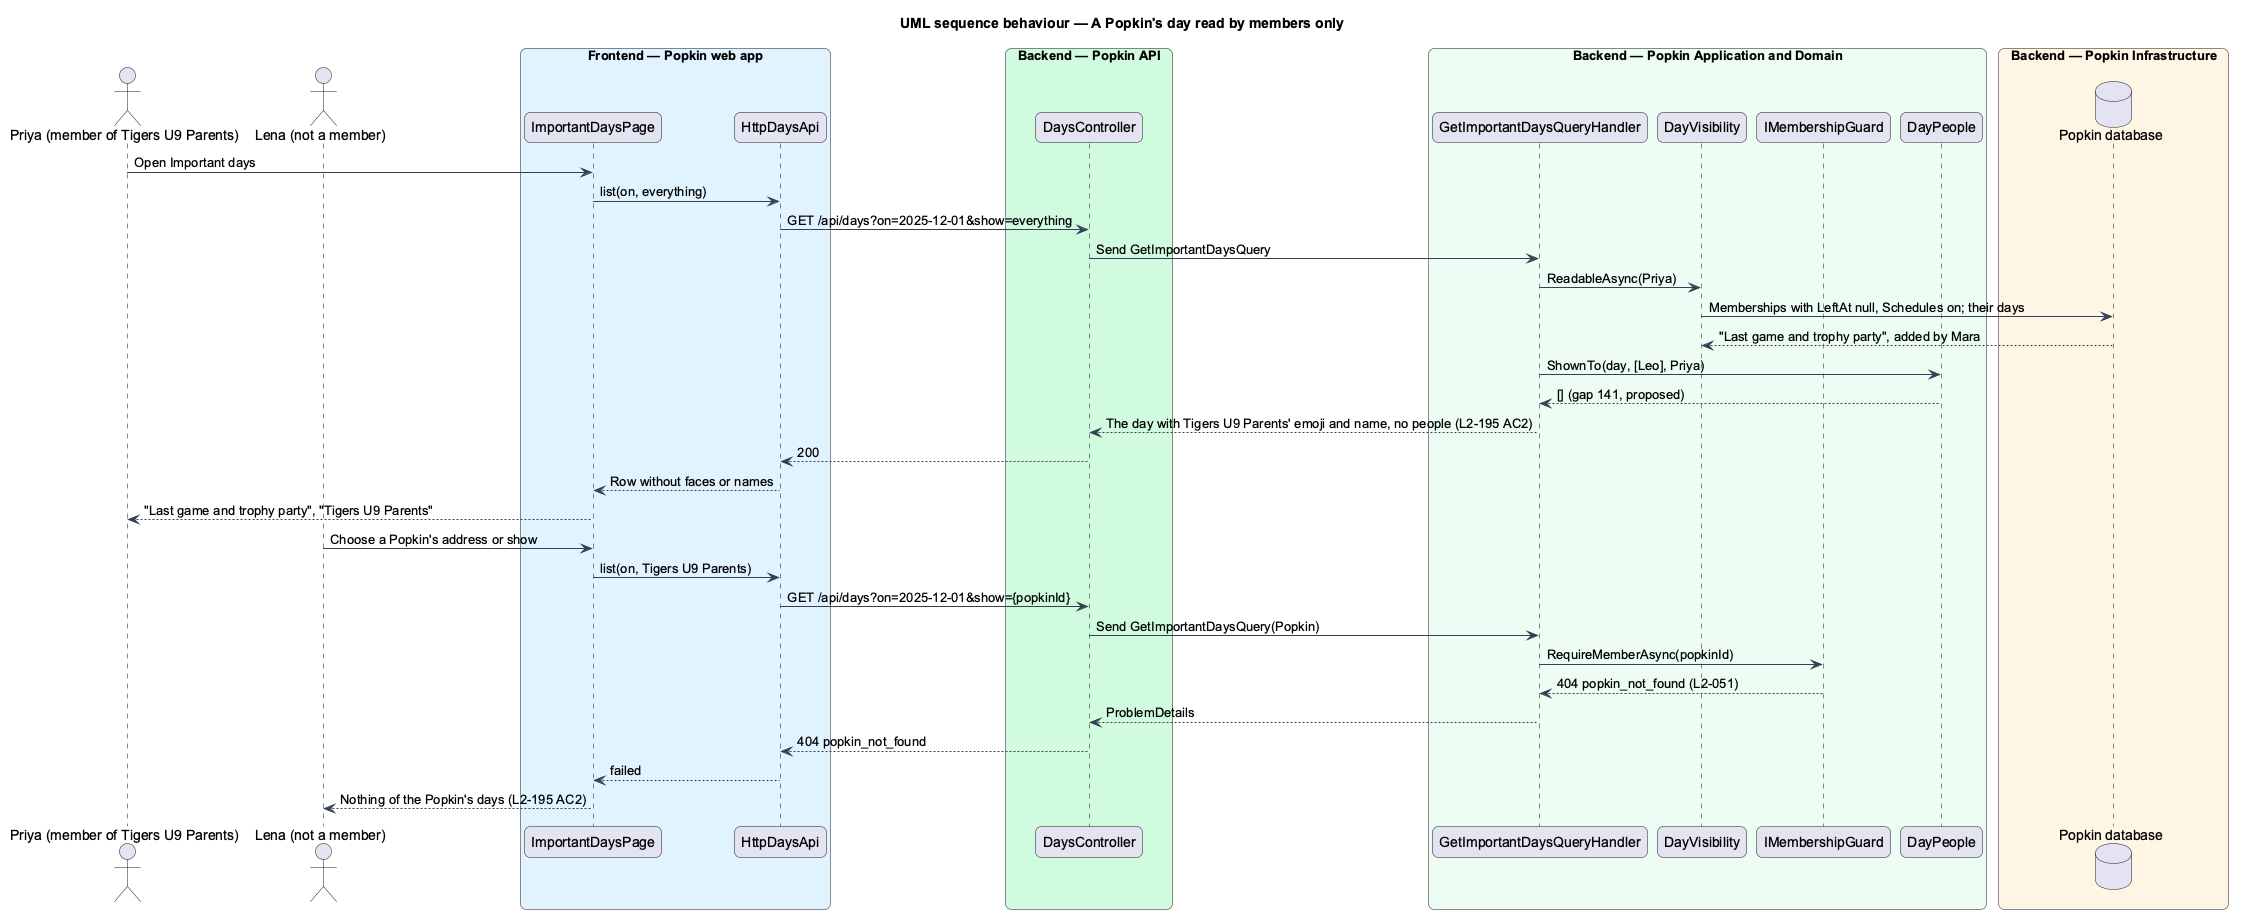 UML sequence behaviour — A Popkin's day read by members only
Frontend — Popkin web app
Backend — Popkin API
Backend — Popkin Application and Domain
Backend — Popkin Infrastructure
Priya (member of Tigers U9 Parents)
Lena (not a member)
ImportantDaysPage
HttpDaysApi
DaysController
GetImportantDaysQueryHandler
DayVisibility
IMembershipGuard
DayPeople
Popkin database
Open Important days
list(on, everything)
GET /api/days?on=2025-12-01&show=everything
Send GetImportantDaysQuery
ReadableAsync(Priya)
Memberships with LeftAt null, Schedules on; their days
"Last game and trophy party", added by Mara
ShownTo(day, [Leo], Priya)
[] (gap 141, proposed)
The day with Tigers U9 Parents' emoji and name, no people (L2-195 AC2)
200
Row without faces or names
"Last game and trophy party", "Tigers U9 Parents"
Choose a Popkin's address or show
list(on, Tigers U9 Parents)
GET /api/days?on=2025-12-01&show={popkinId}
Send GetImportantDaysQuery(Popkin)
RequireMemberAsync(popkinId)
404 popkin_not_found (L2-051)
ProblemDetails
404 popkin_not_found
failed
Nothing of the Popkin's days (L2-195 AC2)
Priya (member of Tigers U9 Parents)
Lena (not a member)
ImportantDaysPage
HttpDaysApi
DaysController
GetImportantDaysQueryHandler
DayVisibility
IMembershipGuard
DayPeople
Popkin database